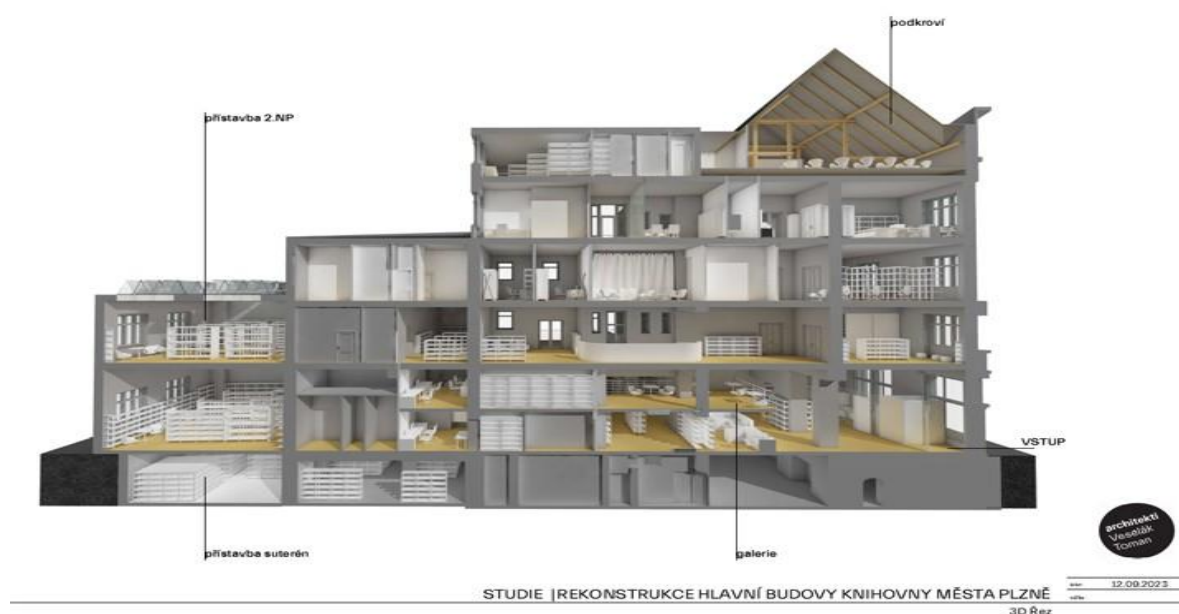 podkroví
přístavba 2.NP
VSTUP
přístavba suterén
galerie
architekti
Veselák
Toman
STUDIE |REKONSTRUKCE HLAVNÍ BUDOVY KNIHOVNY MĚSTA PLZNĚ
12.09.2023
3D Řez